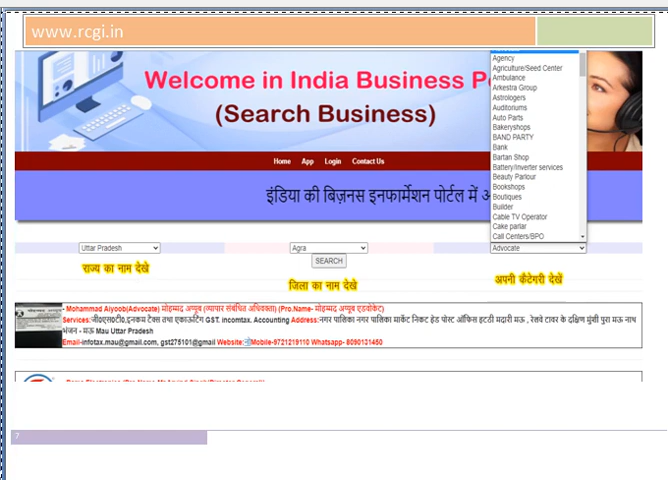 www.rcgi.in
Welcome in India Business P
(Search Business)
Home App Login Contact Us
इंडिया की बिज़नस इनफार्मेशन पोर्टल में
Agency
Agriculture/Seed Center
Ambulance
Arkestra Group
Astrologers
Auditoriums
Auto Parts
Bakeryshops
BAND PARTY
Bank
Bartan Shop
Battery/Inverter services
Beauty Parlour
Bookshops
Boutiques
Builder
Cable TV Operator
Cake parlar
Call Centers/BPO
Uttar Pradesh Agra Advocate
SEARCH
राज्य का नाम देखे जिला का नाम देखे अपनी कैटेगरी देखें
- Mohammad Aiyoob(Advocate) मोहम्मद अय्यूब (व्यापार संबंधित अधिवक्ता) (Pro.Name- मोहम्मद अय्यूब एडवोकेट)
Services:जी०एस०टी०,इनकम टैक्स तथा एकाऊंटिंग GST. incomtax. Accounting Address:नगर पालिका नगर पालिका मार्केट निकट हेड पोस्ट ऑफिस हटठी मदारी मऊ , रेलवे टावर के दक्षिण मुंशी पुरा मऊ नाथ
भंजन - मऊ Mau Uttar Pradesh
Email-infotax.mau@gmail.com, gst275101@gmail Website: Mobile-9721219110 Whatsapp- 8090131450
7